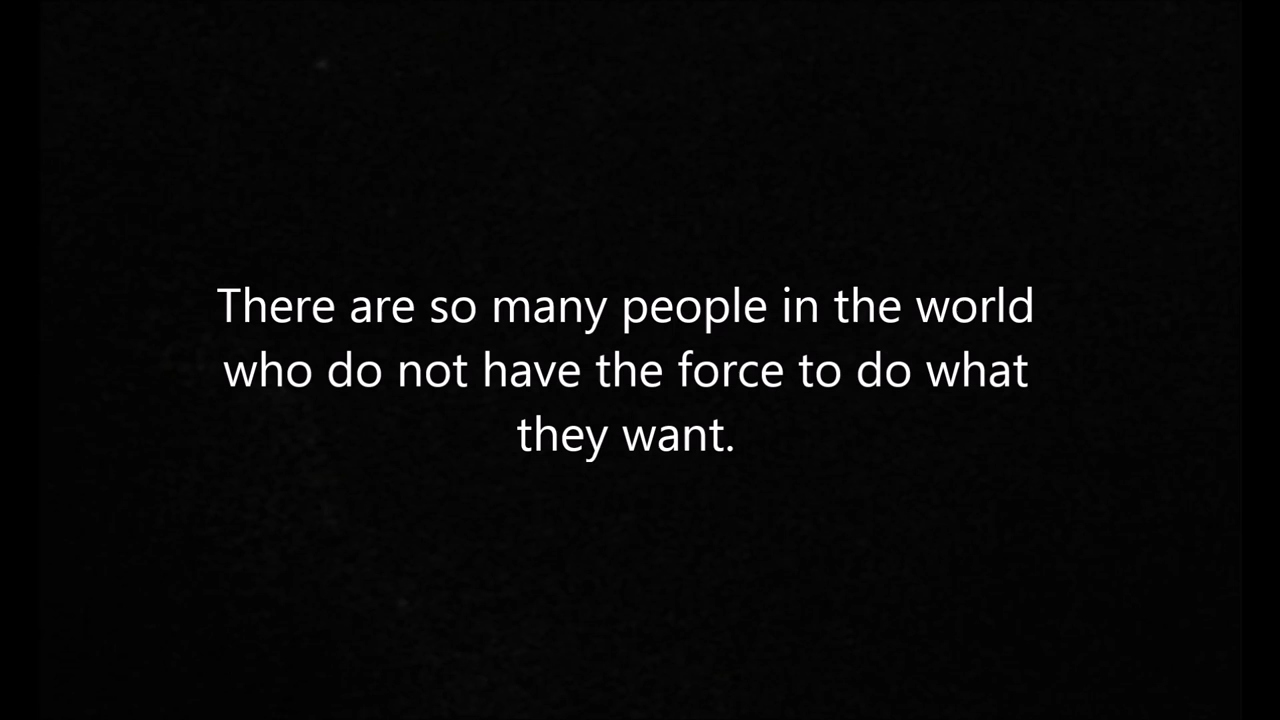 There are so many people in the world
who do not have the force to do what
they want.